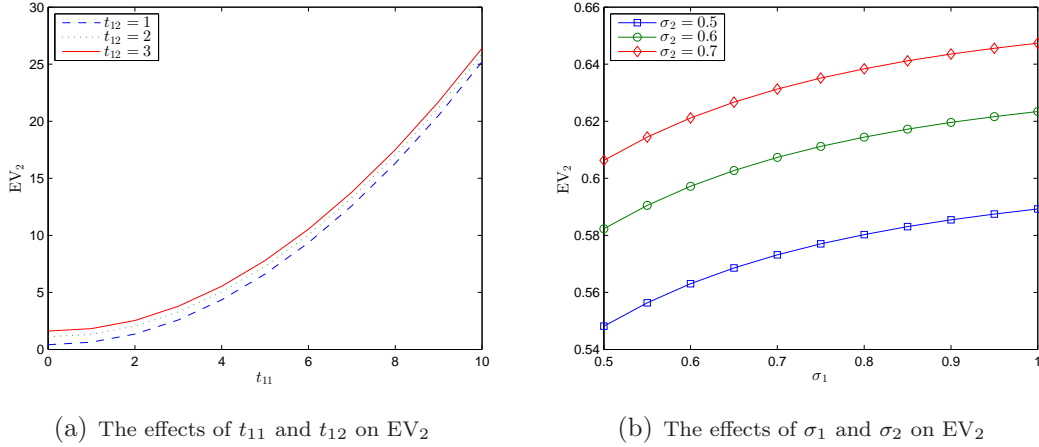 30
25
20
15
10
5
0
0 2 4 6 8 10
EV₂
t₁₁
t₁₂ = 1
t₁₂ = 2
t₁₂ = 3
(a) The effects of t₁₁ and t₁₂ on EV₂
0.66
0.64
0.62
0.6
0.58
0.56
0.54
0.5 0.6 0.7 0.8 0.9 1
EV₂
σ₁
σ₂ = 0.5
σ₂ = 0.6
σ₂ = 0.7
(b) The effects of σ₁ and σ₂ on EV₂